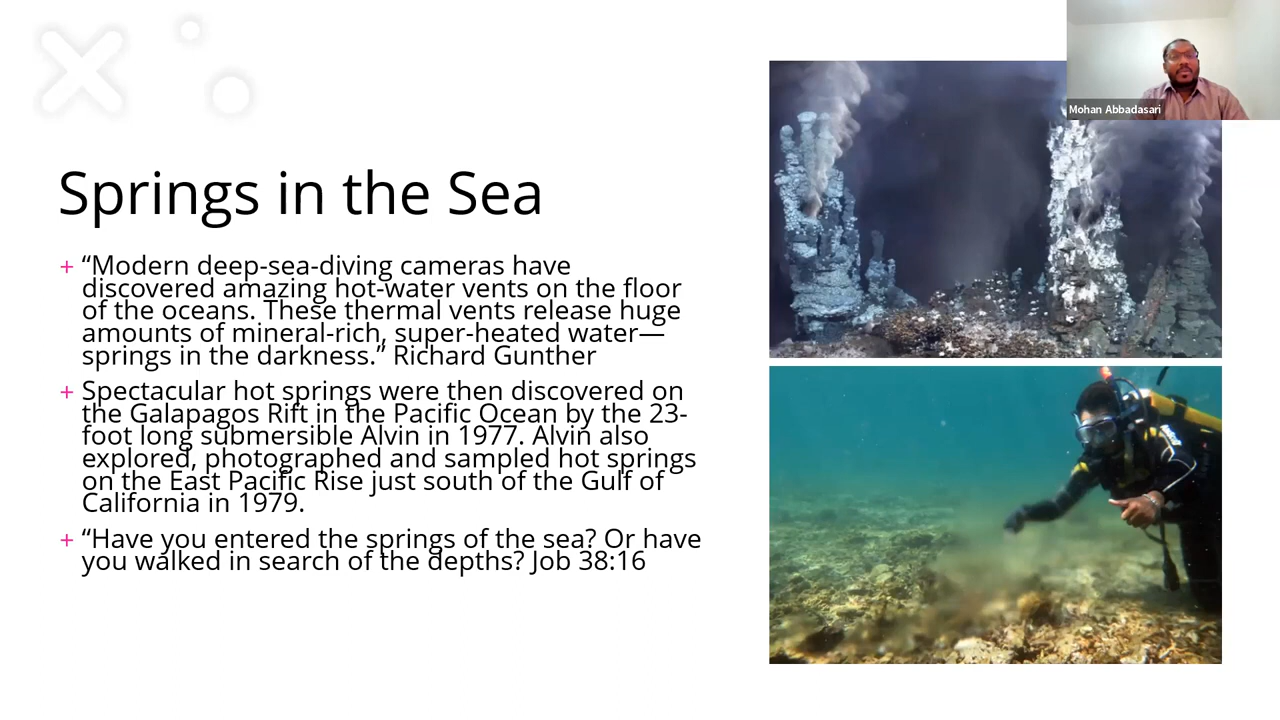 Mohan Abbadasari
Springs in the Sea
+ “Modern deep-sea-diving cameras have
discovered amazing hot-water vents on the floor
of the oceans. These thermal vents release huge
amounts of mineral-rich, super-heated water—
springs in the darkness.” Richard Gunther
+ Spectacular hot springs were then discovered on
the Galapagos Rift in the Pacific Ocean by the 23-
foot long submersible Alvin in 1977. Alvin also
explored, photographed and sampled hot springs
on the East Pacific Rise just south of the Gulf of
California in 1979.
+ “Have you entered the springs of the sea? Or have
you walked in search of the depths? Job 38:16